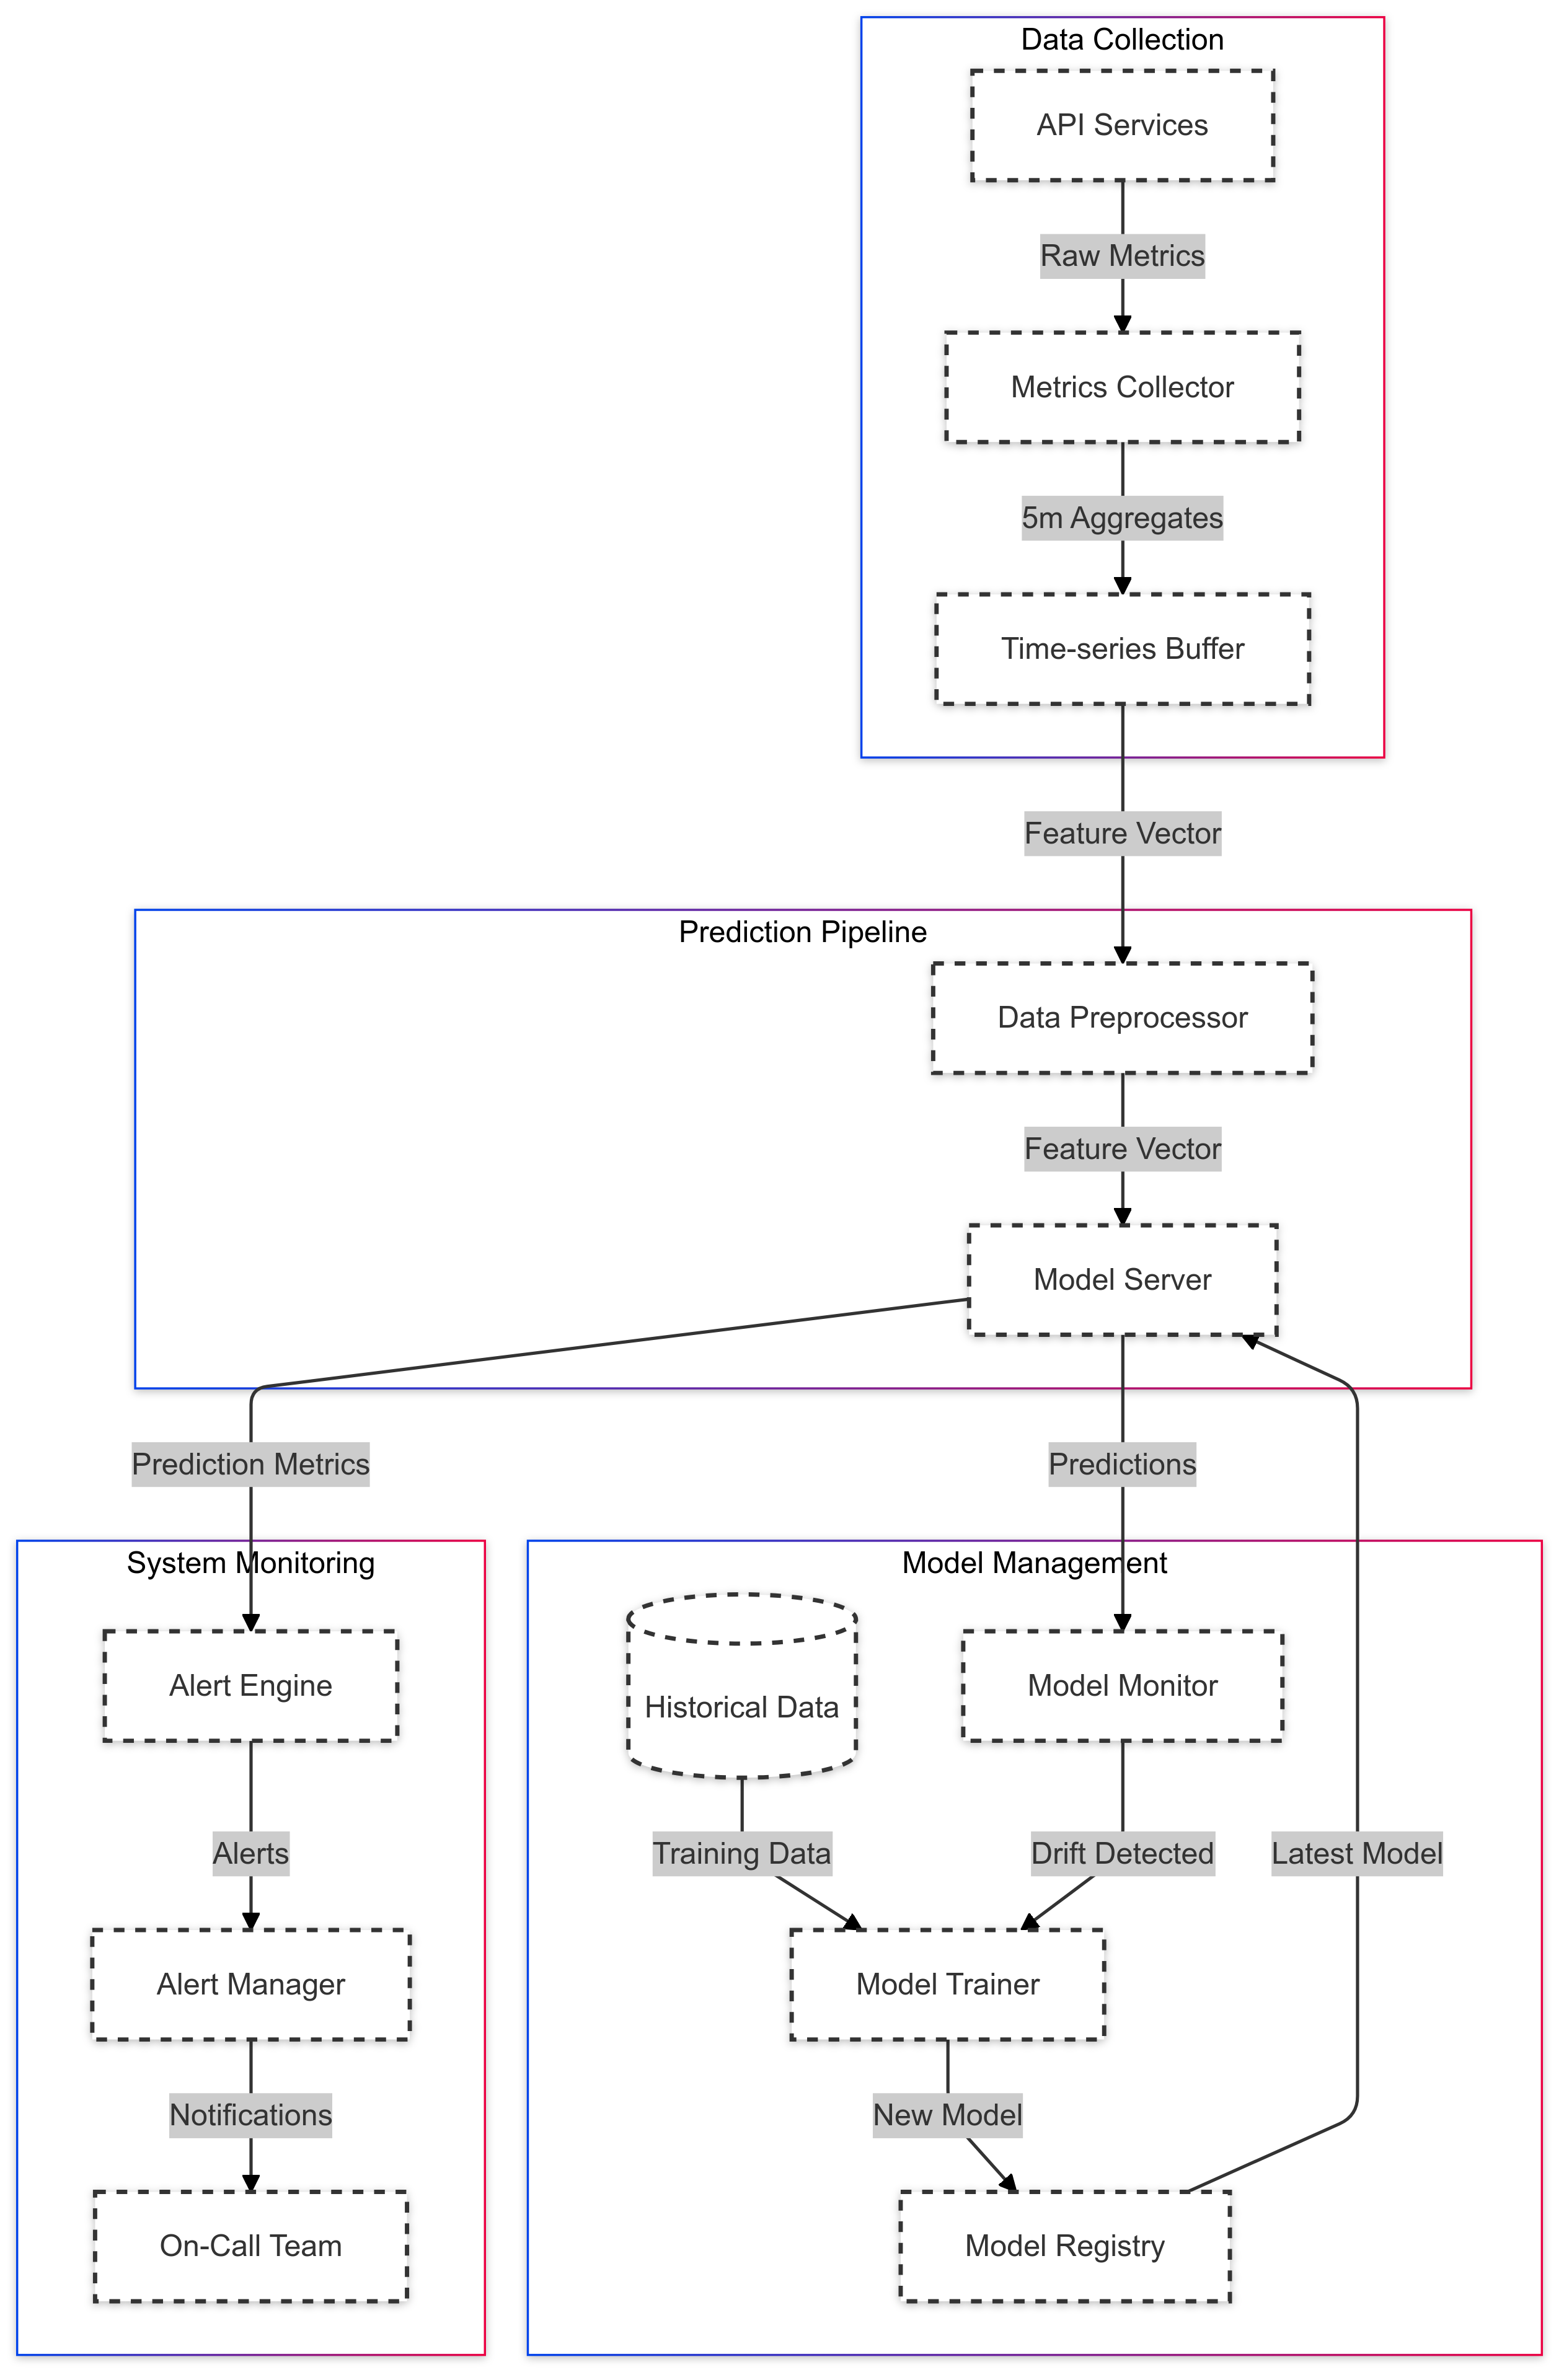 Data Collection
API Services
Raw Metrics
Metrics Collector
5m Aggregates
Time-series Buffer
Feature Vector
Prediction Pipeline
Data Preprocessor
Feature Vector
Model Server
Prediction Metrics
Predictions
System Monitoring
Model Management
Alert Engine
Historical Data
Model Monitor
Alerts
Training Data
Drift Detected
Latest Model
Alert Manager
Model Trainer
Notifications
New Model
On-Call Team
Model Registry